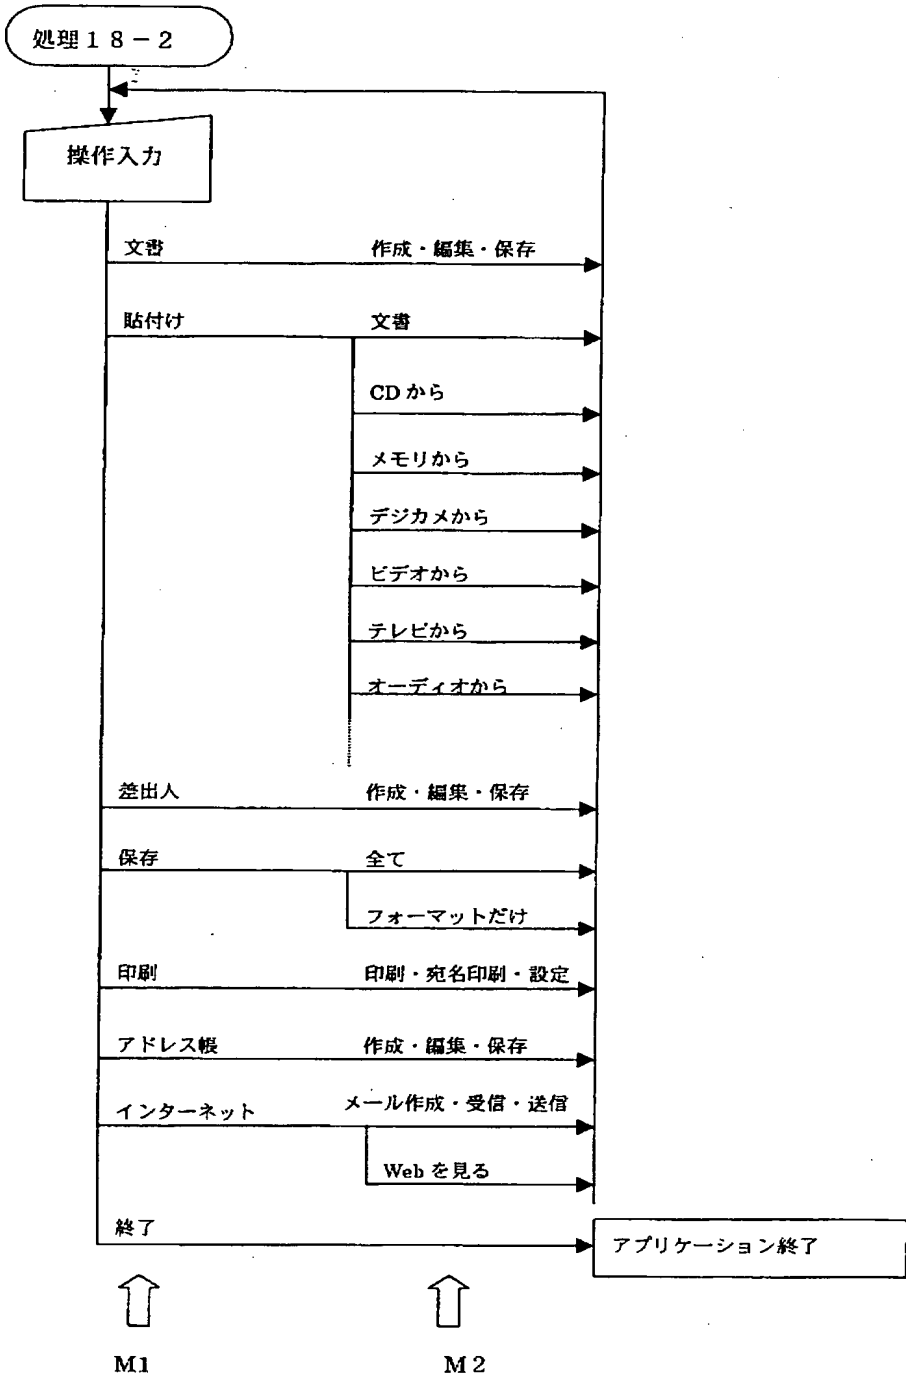 処理18-2
操作入力
文書 作成・編集・保存
貼付け 文書
CDから
メモリから
デジカメから
ビデオから
テレビから
オーディオから
差出人 作成・編集・保存
保存 全て
フォーマットだけ
印刷 印刷・宛名印刷・設定
アドレス帳 作成・編集・保存
インターネット メール作成・受信・送信
Webを見る
終了 アプリケーション終了
M1 M2